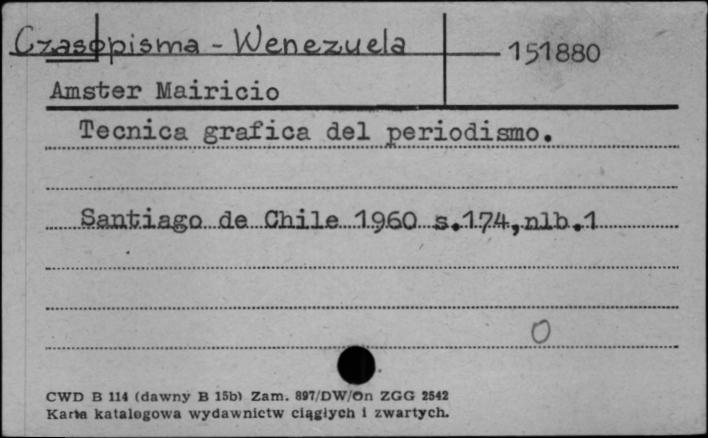 Czasopisma - Wenezuela
151880
Amster Mairicio
Tecnica grafica del periodismo.
Santiago de Chile 1960 s.174,nlb.1
O
CWD B 114 (dawny B 15b) Zam. 897/DW/On ZGG 2542
Karta katalogowa wydawnictw ciągłych i zwartych.